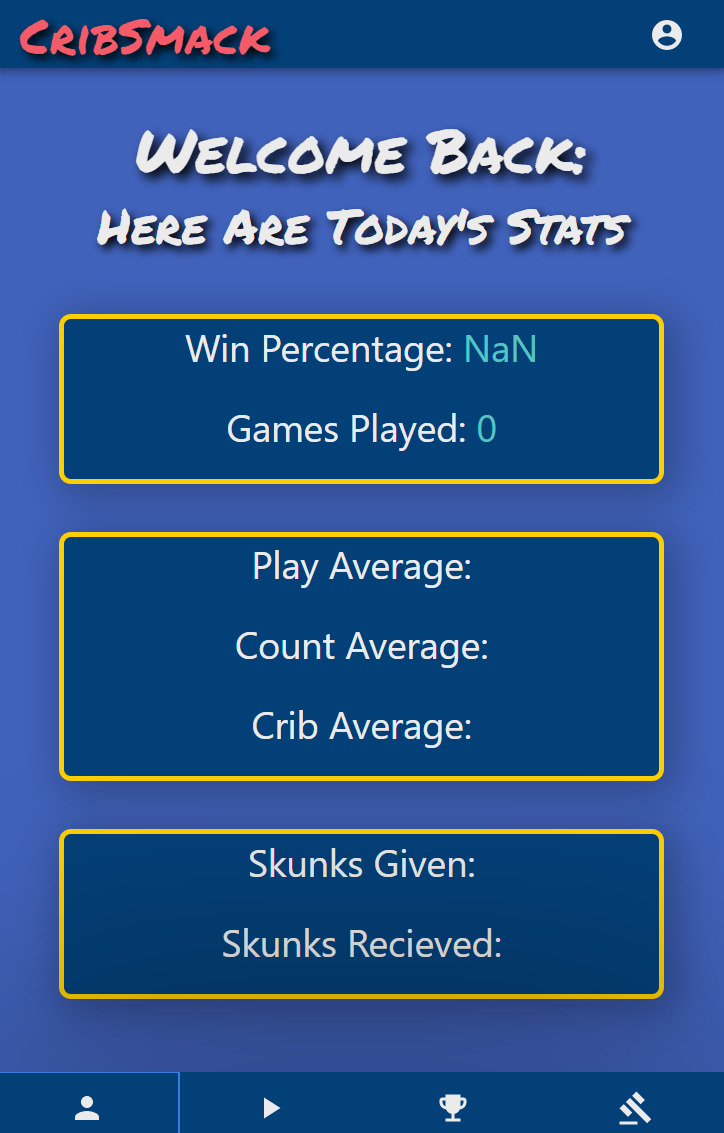 CribSmack
Welcome Back:
Here Are Today's Stats
Win Percentage: NaN
Games Played: 0
Play Average:
Count Average:
Crib Average:
Skunks Given:
Skunks Recieved: